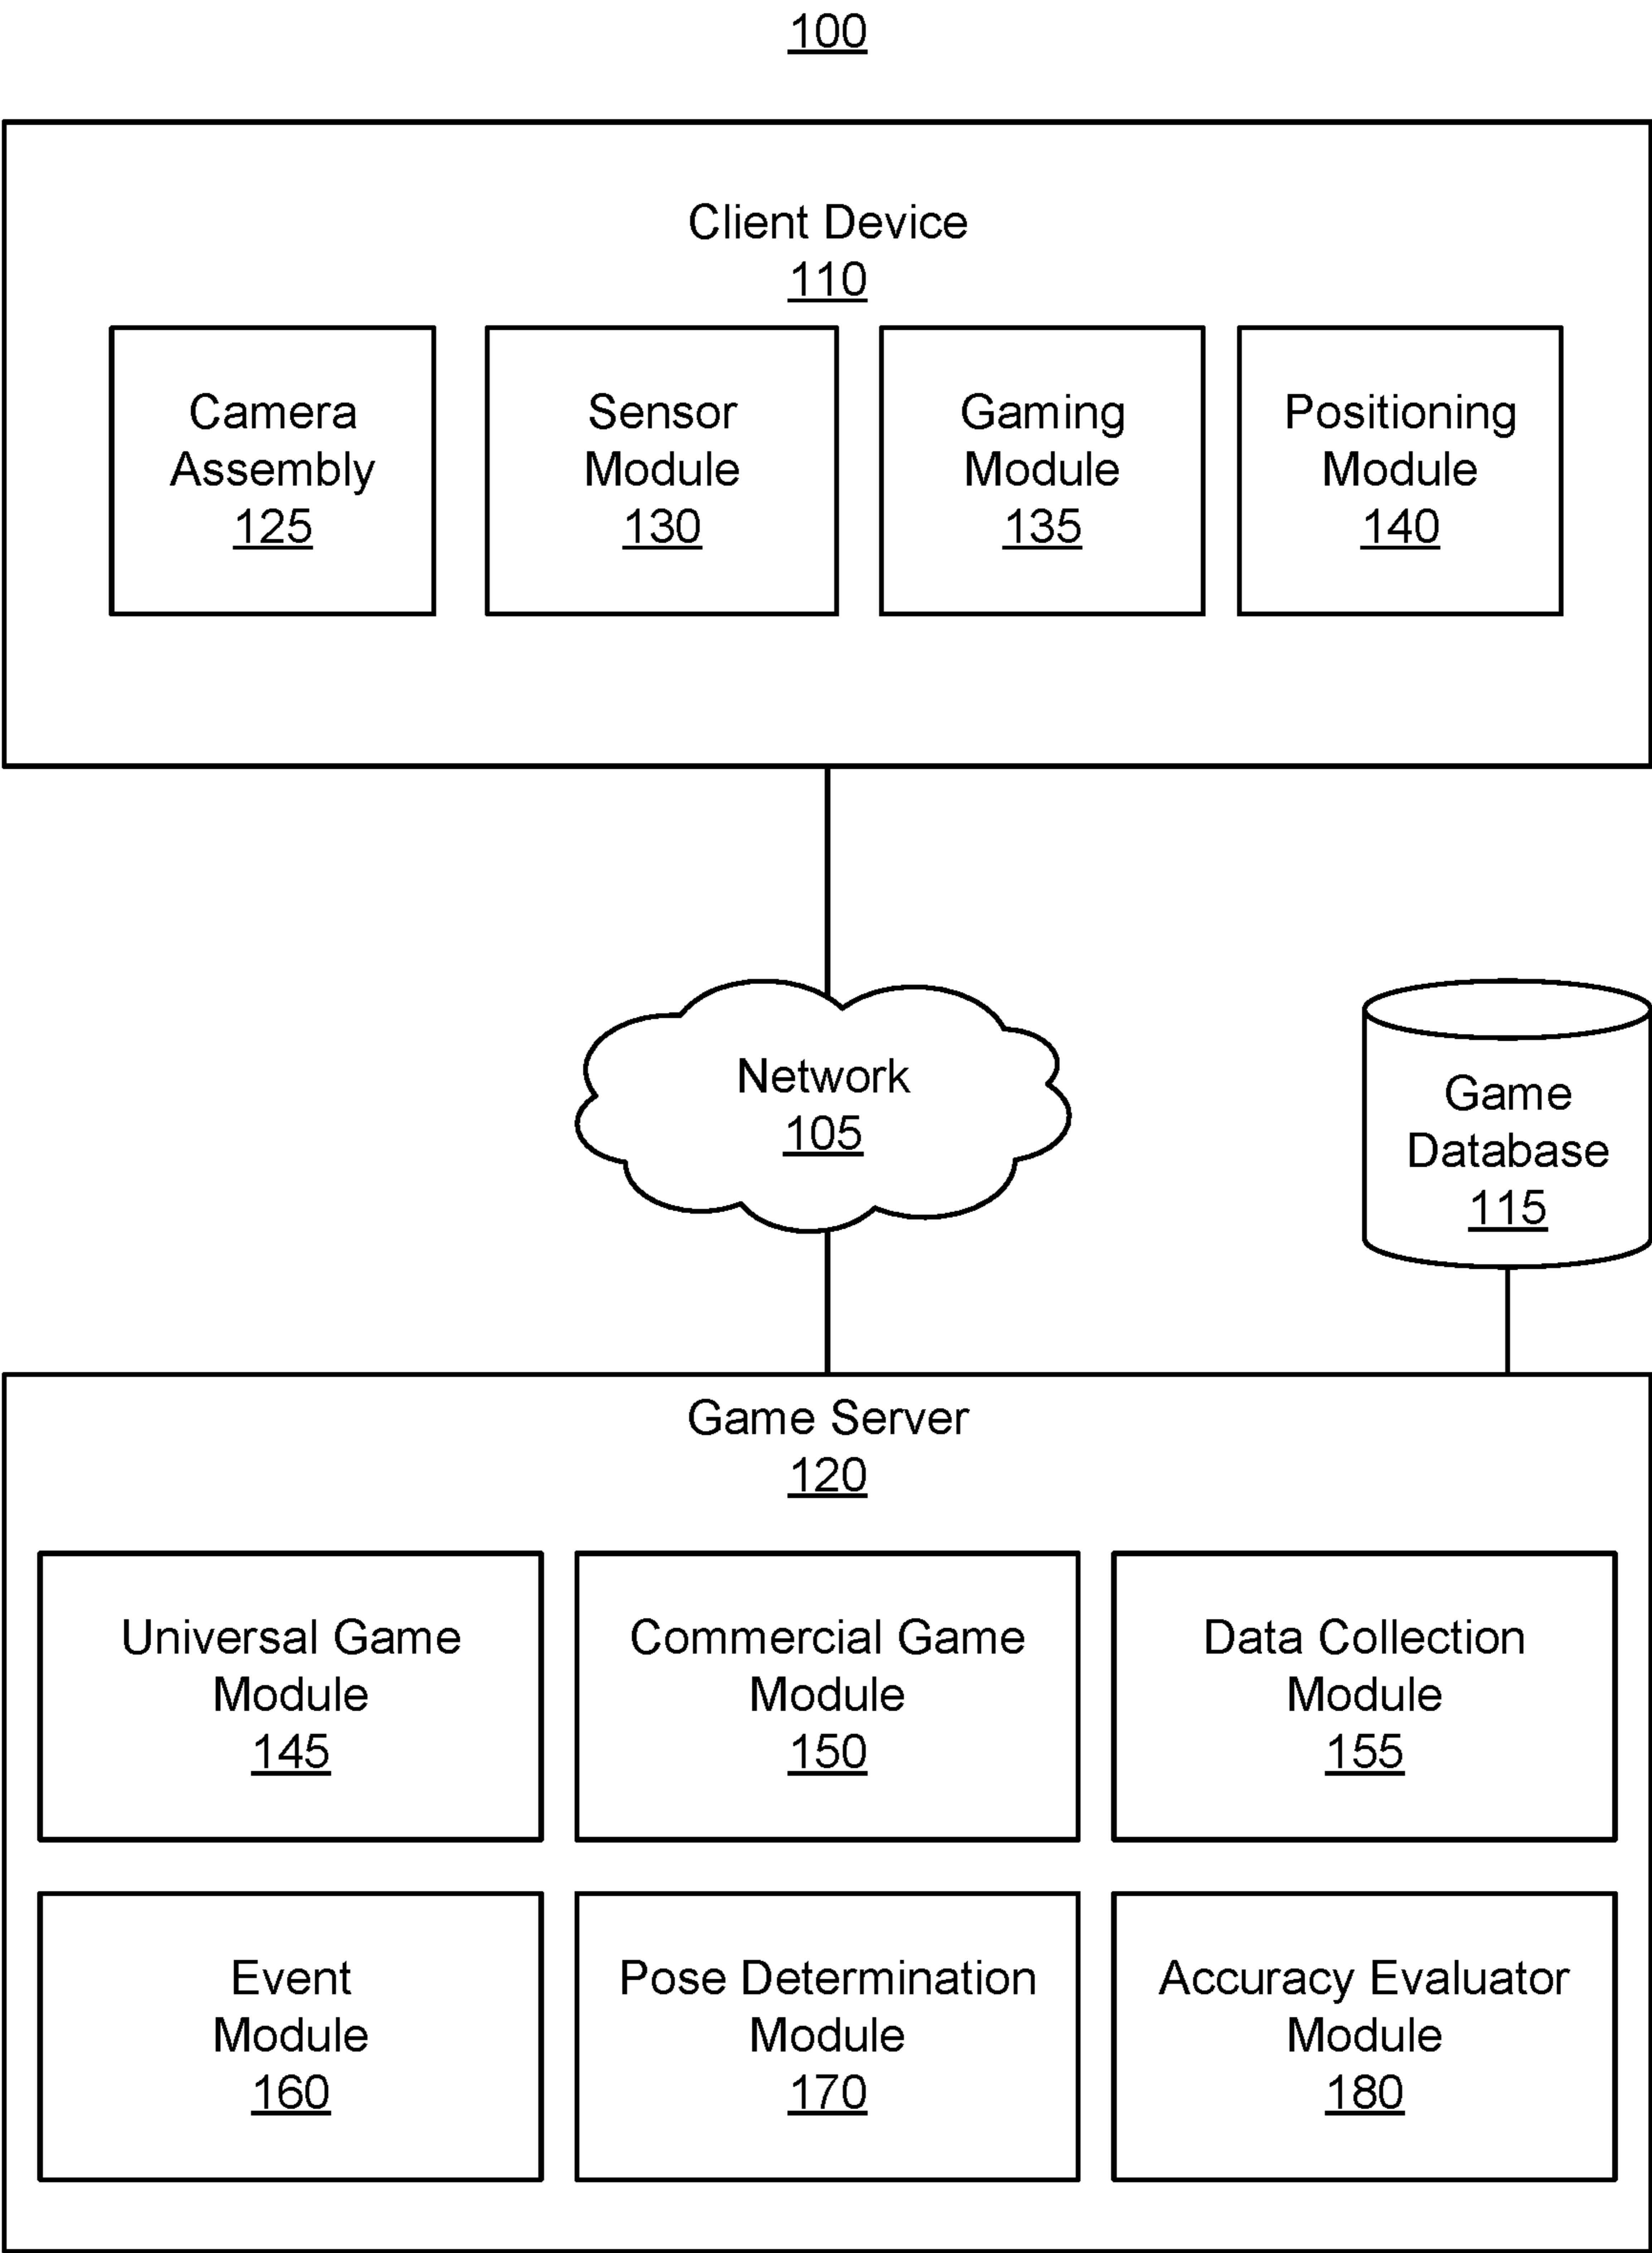 100
Client Device
110
Camera
Assembly
125
Sensor
Module
130
Gaming
Module
135
Positioning
Module
140
Network
105
Game
Database
115
Game Server
120
Universal Game
Module
145
Commercial Game
Module
150
Data Collection
Module
155
Event
Module
160
Pose Determination
Module
170
Accuracy Evaluator
Module
180